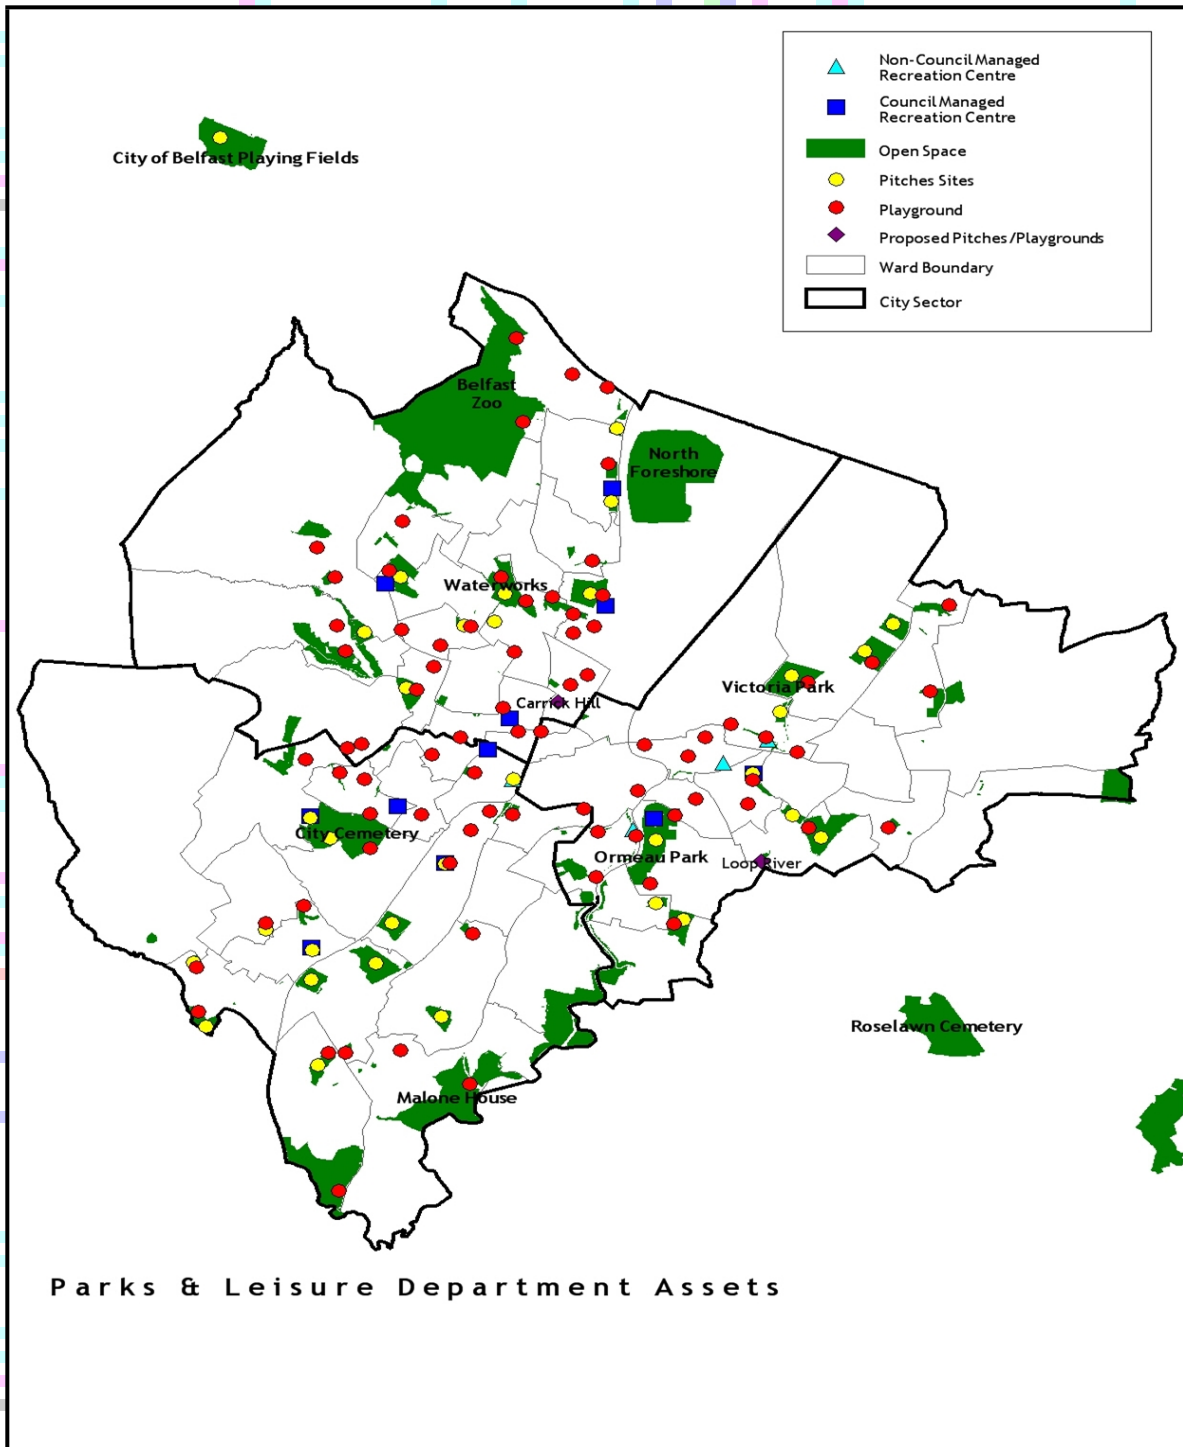 Non-Council Managed
Recreation Centre
Council Managed
Recreation Centre
Open Space
Pitches Sites
Playground
Proposed Pitches/Playgrounds
Ward Boundary
City Sector
City of Belfast Playing Fields
Belfast
Zoo
North
Foreshore
Waterworks
Victoria Park
Carrick Hill
City Cemetery
Ormeau Park
Loop River
Roselawn Cemetery
Malone House
Parks & Leisure Department Assets